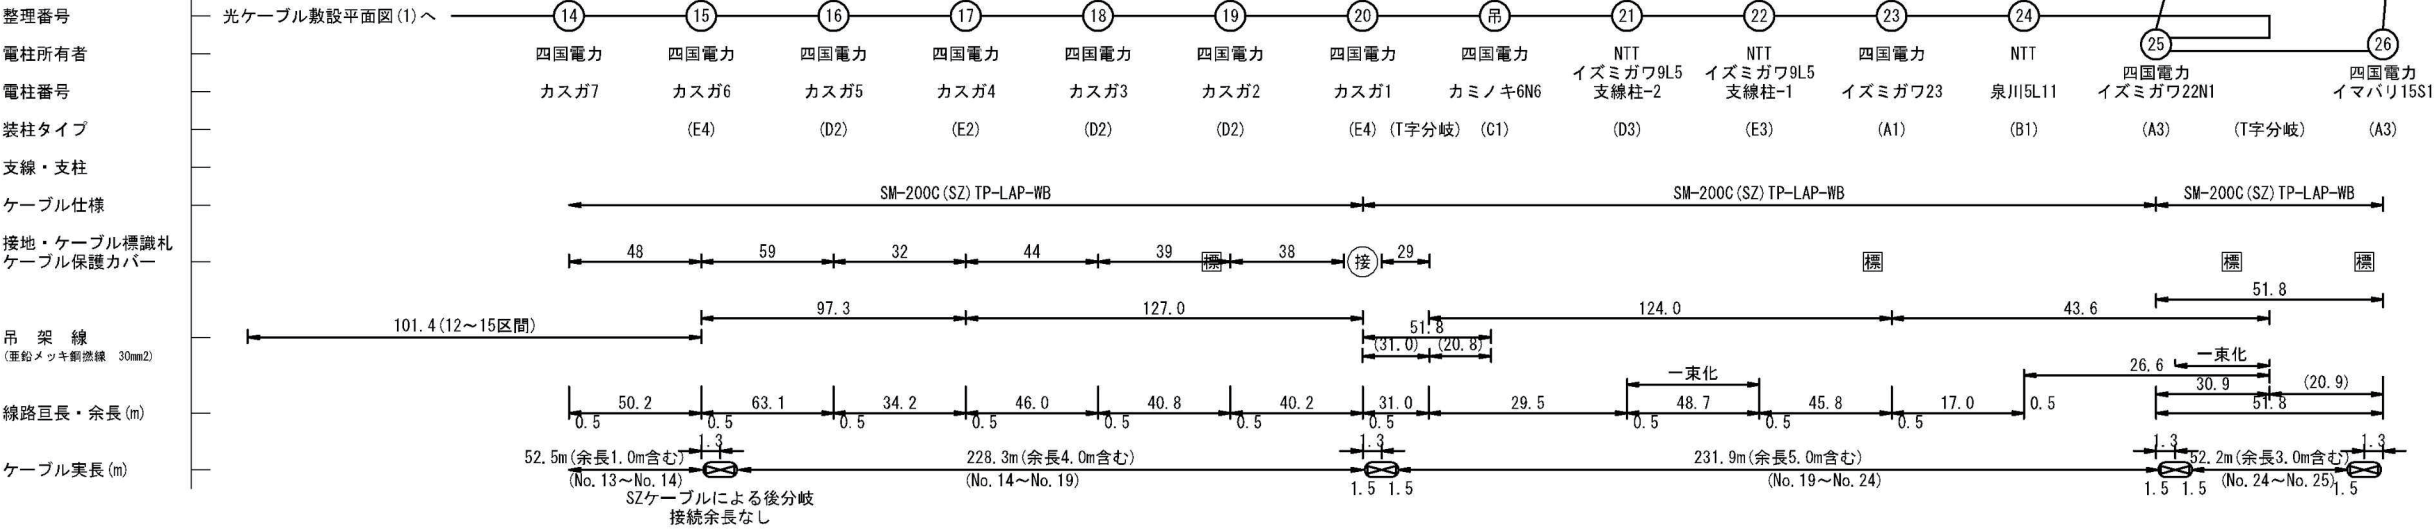 整理番号
光ケーブル敷設平面図(1)へ
14 15 16 17 18 19 20 吊 21 22 23 24 25 26
電柱所有者
四国電力 四国電力 四国電力 四国電力 四国電力 四国電力 四国電力 四国電力 NTT NTT 四国電力 NTT 四国電力 四国電力
電柱番号
カスガ7 カスガ6 カスガ5 カスガ4 カスガ3 カスガ2 カスガ1 カミノキ6N6
イズミガワ9L5
支線柱-2
イズミガワ9L5
支線柱-1
イズミガワ23 泉川5L11 イズミガワ22N1 イマバリ15S1
装柱タイプ
(E4) (D2) (E2) (D2) (D2) (E4) (T字分岐) (C1) (D3) (E3) (A1) (B1) (A3) (T字分岐) (A3)
支線・支柱
ケーブル仕様
SM-200C(SZ)TP-LAP-WB SM-200C(SZ)TP-LAP-WB SM-200C(SZ)TP-LAP-WB
接地・ケーブル標識札
ケーブル保護カバー
48 59 32 44 39 標 38 接 29 標 標 標
吊 架 線
(亜鉛メッキ鋼撚線 30mm2)
51.8
97.3 127.0 124.0 43.6
101.4(12～15区間)
51.8
(31.0) (20.8)
線路亘長・余長(m)
一束化
26.6
一束化
30.9 (20.9)
50.2 63.1 34.2 46.0 40.8 40.2 31.0 29.5 48.7 45.8 17.0 0.5 51.8
0.5 0.5 0.5 0.5 0.5 0.5 0.5 0.5 0.5 0.5
1.3 1.3 1.3 1.3
ケーブル実長(m)
52.5m(余長1.0m含む) 228.3m(余長4.0m含む) 231.9m(余長5.0m含む) 52.2m(余長3.0m含む)
(No.13～No.14) (No.14～No.19) (No.19～No.24) (No.24～No.25)
1.5 1.5 1.5 1.5 1.5
SZケーブルによる後分岐
接続余長なし